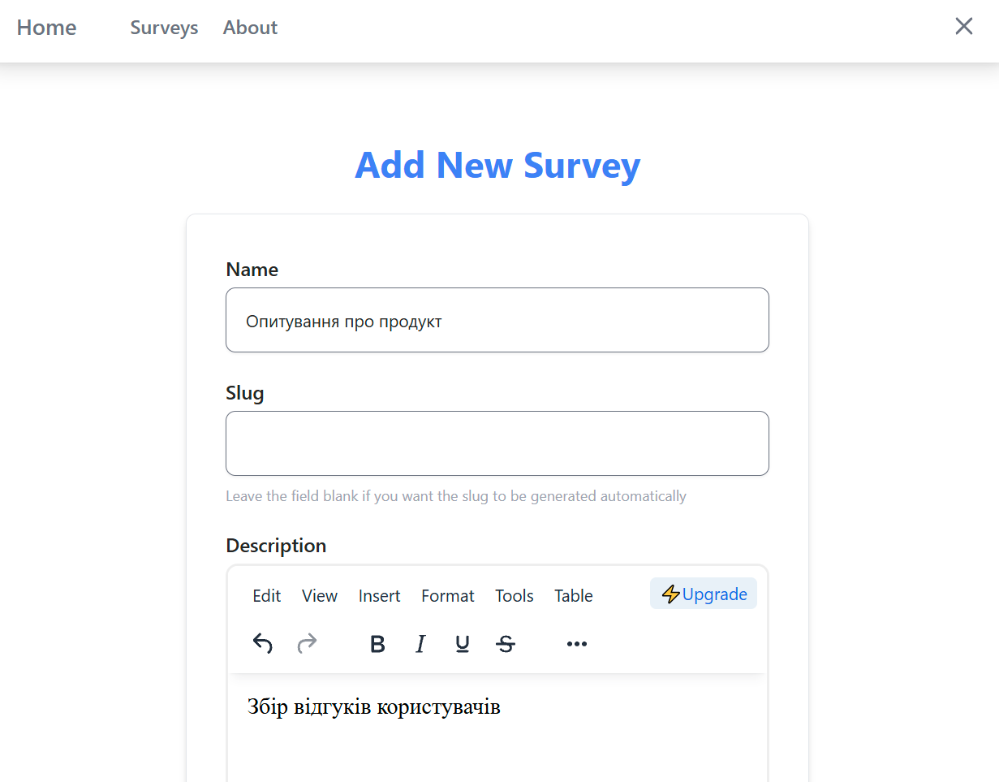 Home Surveys About
Add New Survey
Name
Опитування про продукт
Slug
Leave the field blank if you want the slug to be generated automatically
Description
Edit View Insert Format Tools Table ⚡Upgrade
B I U S ...
Збір відгуків користувачів